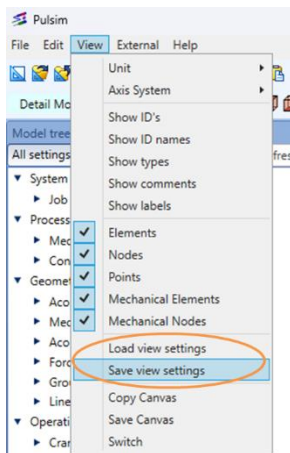 Pulsim
File Edit View External Help
Unit
Axis System
Detail Mo
Show ID's
Model tree
Show ID names
All settings
fres
Show types
System
Show comments
Job
Show labels
Process
Elements
Mec
Nodes
Con
Points
Geomet
Mechanical Elements
Aco
Mechanical Nodes
Mec
Aco
Load view settings
Forc
Save view settings
Grou
Copy Canvas
Line
Save Canvas
Operati
Switch
Crar